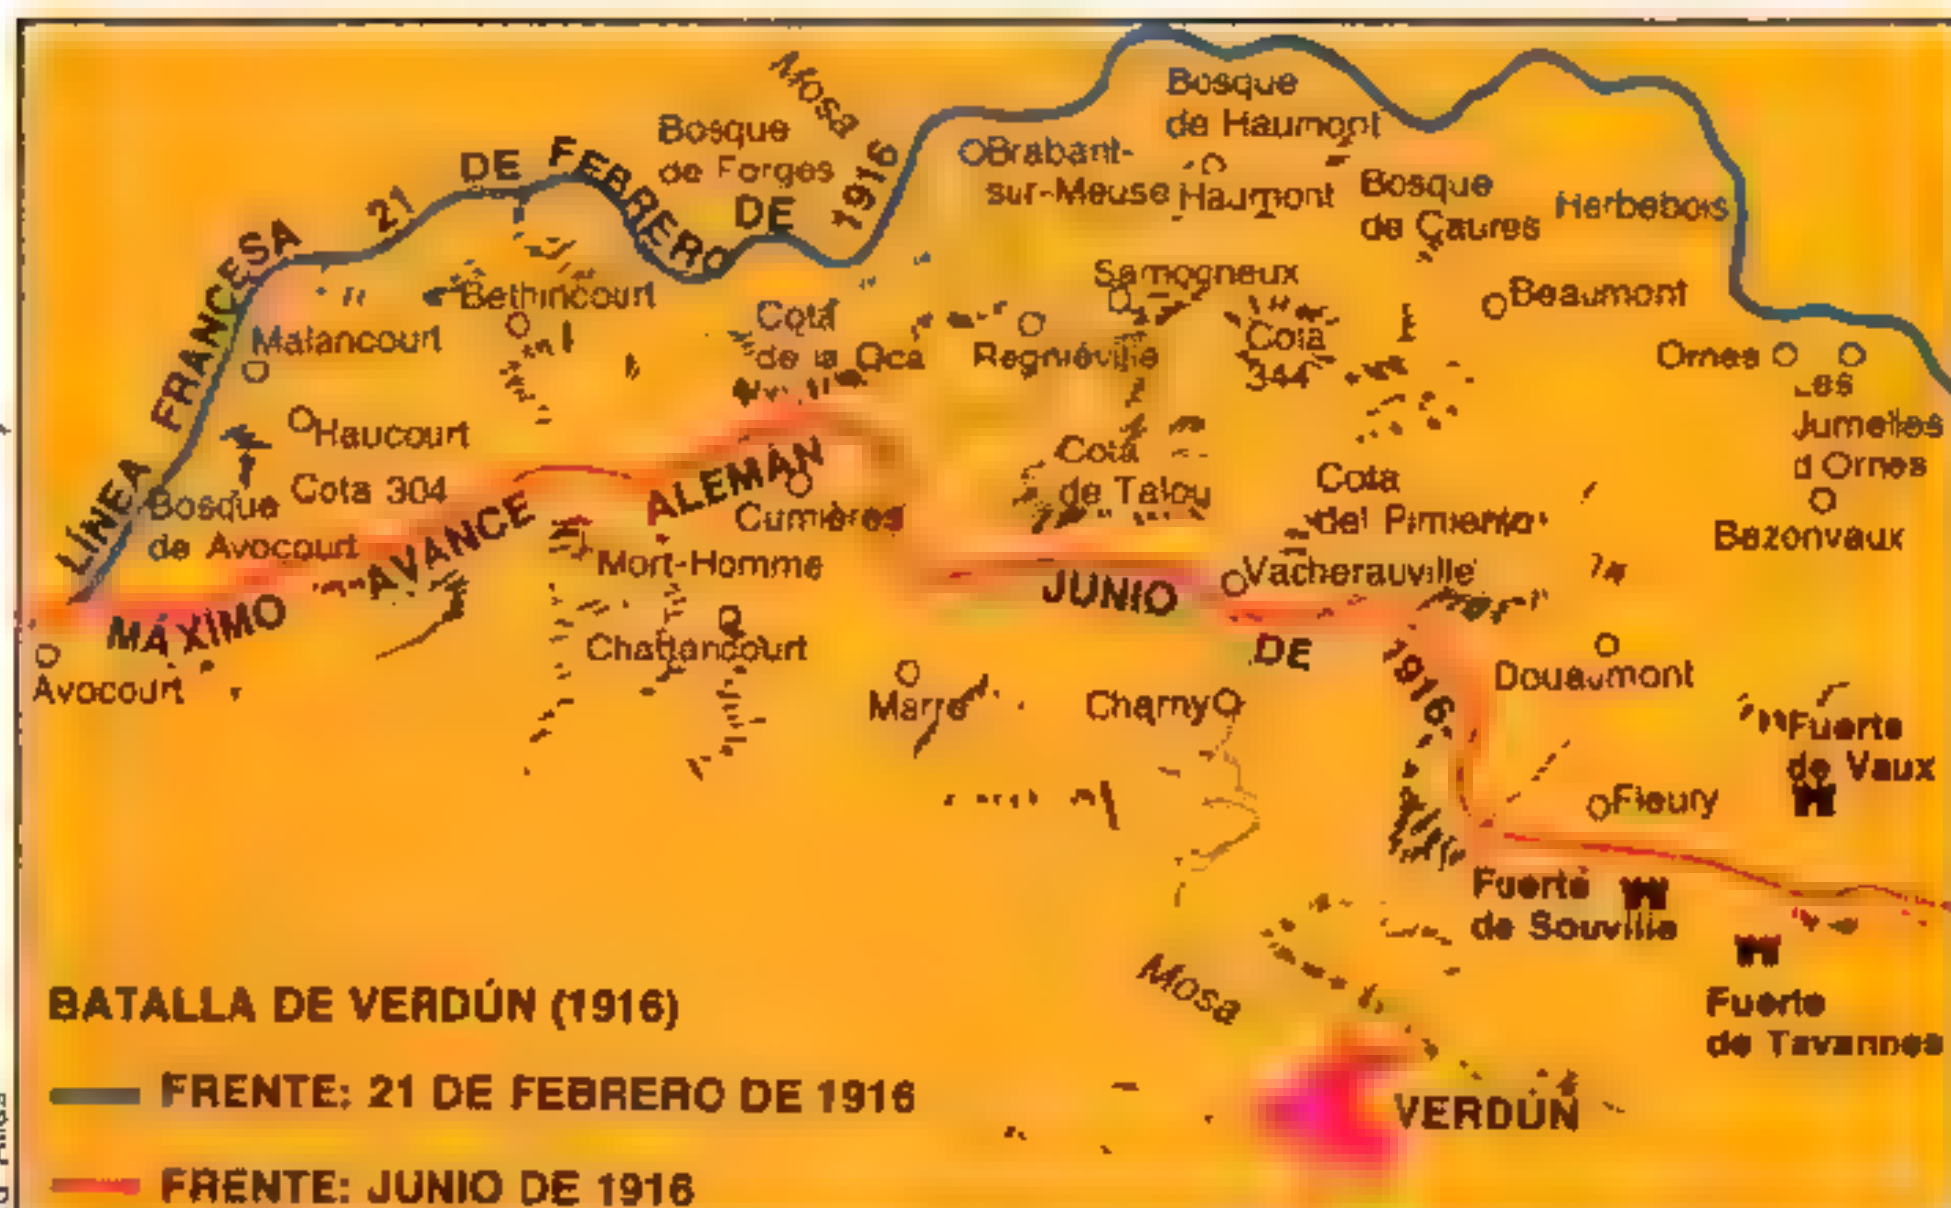 Mosa
Bosque
de Haumont
Bosque
de Forges
Brabant-
sur-Meuse
Haumont
Bosque
de Caures
Herbebois
LÍNEA FRANCESA 21 DE FEBRERO DE 1916
Bethincourt
Samogneux
Beaumont
Malancourt
Cota
de la Oca
Regniéville
Cota
344
Ornes
Les
Jumelles
d'Ornes
Haucourt
Cota
de Talou
Cota 304
Cota
del Pimiento
Bosque
de Avocourt
Cumières
Bezonvaux
Mort-Homme
Vacherauville
MÁXIMO AVANCE ALEMÁN JUNIO DE 1916
Chattancourt
Avocourt
Marre
Charny
Douaumont
Fuerte
de Vaux
Fleury
Fuerte
de Souville
Mosa
Fuerte
de Tavannes
VERDÚN
BATALLA DE VERDÚN (1916)
FRENTE: 21 DE FEBRERO DE 1916
FRENTE: JUNIO DE 1916